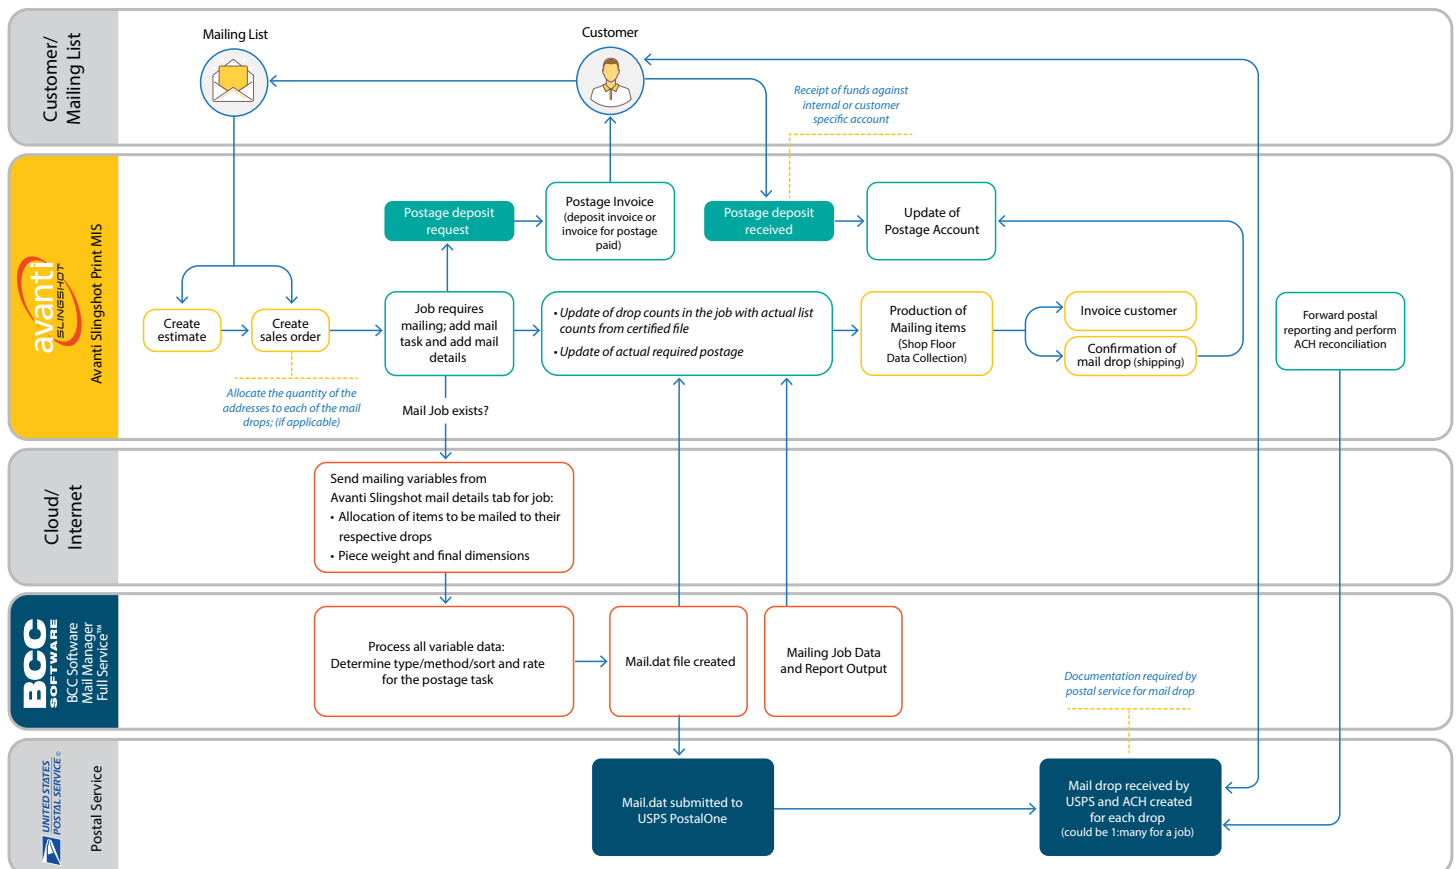 Customer/
Mailing List
Mailing List
Customer
Receipt of funds against
internal or customer
specific account
avanti
SLINGSHOT
Avanti Slingshot Print MIS
Postage deposit
request
Postage Invoice
(deposit invoice or
invoice for postage
paid)
Postage deposit
received
Update of
Postage Account
Create
estimate
Create
sales order
Job requires
mailing; add mail
task and add mail
details
• Update of drop counts in the job with actual list
counts from certified file
• Update of actual required postage
Production of
Mailing items
(Shop Floor
Data Collection)
Invoice customer
Confirmation of
mail drop (shipping)
Forward postal
reporting and perform
ACH reconciliation
Allocate the quantity of the
addresses to each of the mail
drops; (if applicable)
Mail Job exists?
Cloud/
Internet
Send mailing variables from
Avanti Slingshot mail details tab for job:
• Allocation of items to be mailed to their
respective drops
• Piece weight and final dimensions
BCC
SOFTWARE
BCC Software
Mail Manager
Full Service™
Process all variable data:
Determine type/method/sort and rate
for the postage task
Mail.dat file created
Mailing Job Data
and Report Output
Documentation required by
postal service for mail drop
UNITED STATES
POSTAL SERVICE®
Postal Service
Mail.dat submitted to
USPS PostalOne
Mail drop received by
USPS and ACH created
for each drop
(could be 1:many for a job)